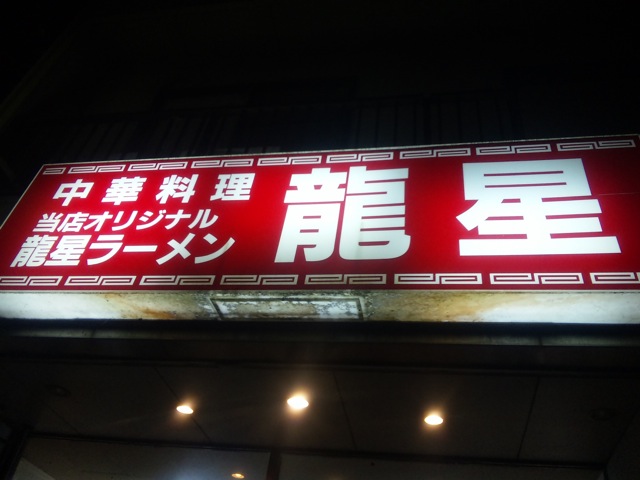 中華料理
当店オリジナル
龍星ラーメン
龍星